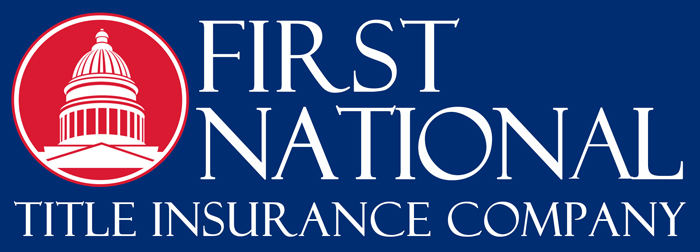 FIRST
NATIONAL
TITLE INSURANCE COMPANY